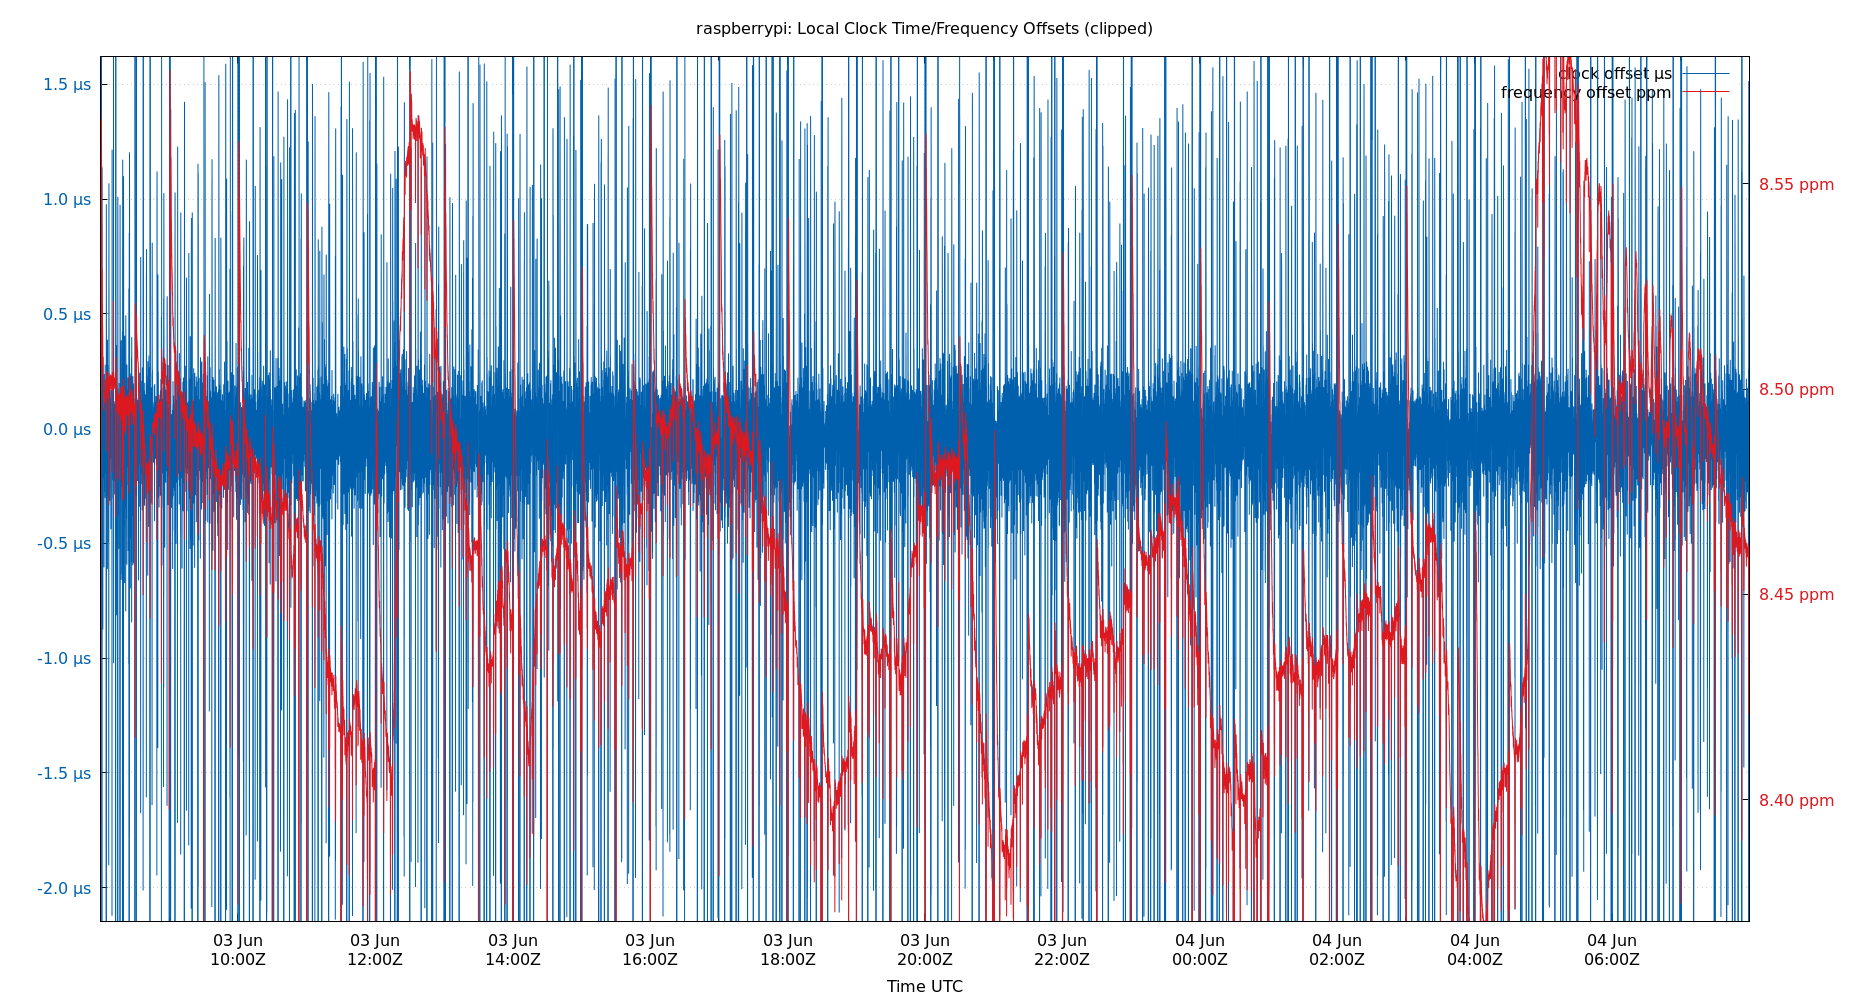 raspberrypi: Local Clock Time/Frequency Offsets (clipped)
clock offset µs
frequency offset ppm
1.5 µs
1.0 µs
0.5 µs
0.0 µs
-0.5 µs
-1.0 µs
-1.5 µs
-2.0 µs
8.55 ppm
8.50 ppm
8.45 ppm
8.40 ppm
03 Jun 03 Jun 03 Jun 03 Jun 03 Jun 03 Jun 03 Jun 04 Jun 04 Jun 04 Jun 04 Jun
10:00Z 12:00Z 14:00Z 16:00Z 18:00Z 20:00Z 22:00Z 00:00Z 02:00Z 04:00Z 06:00Z
Time UTC